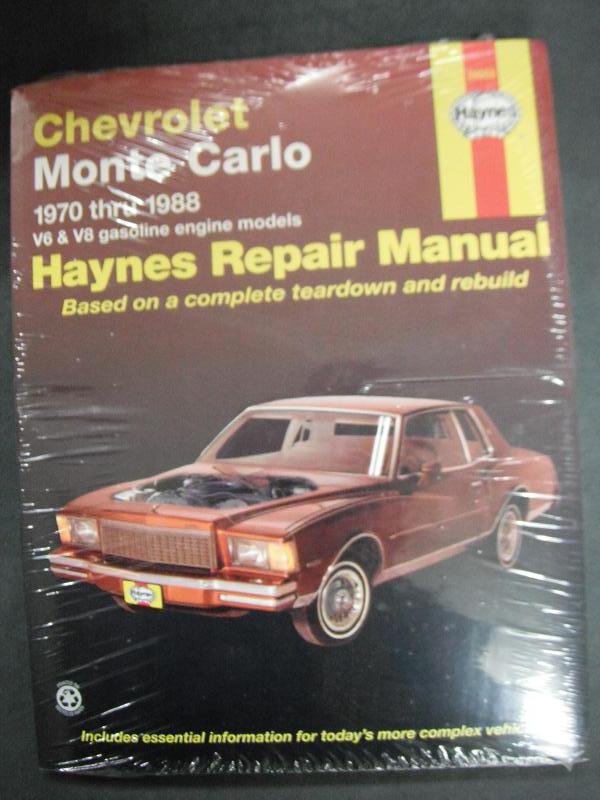 Chevrolet
Monte Carlo
1970 thru 1988
V6 & V8 gasoline engine models
Haynes Repair Manual
Based on a complete teardown and rebuild
Haynes
Haynes
Includes essential information for today's more complex